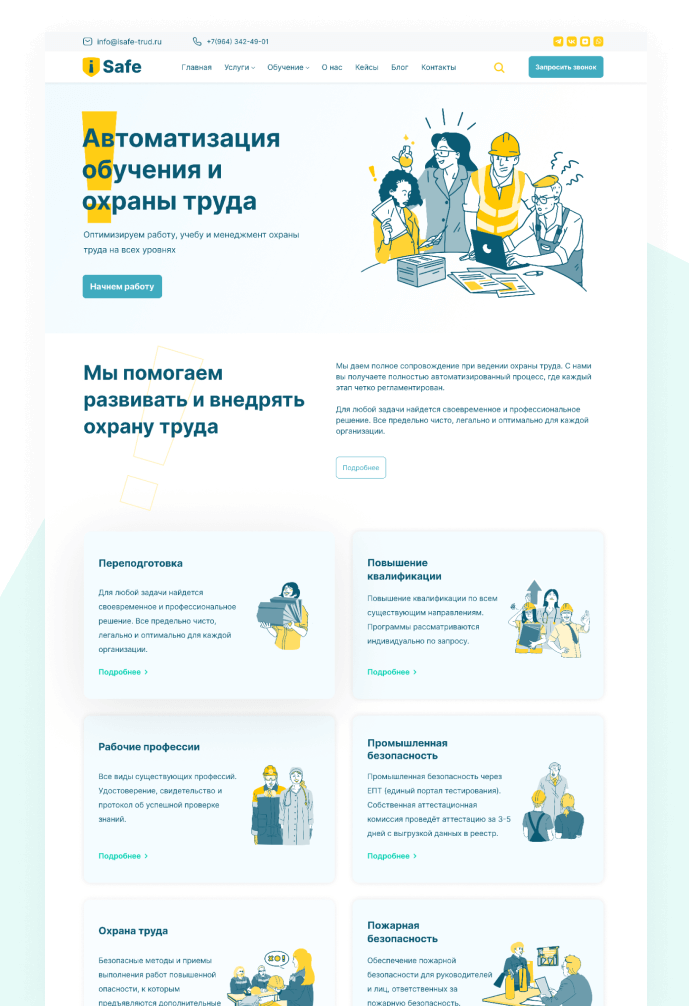 info@isafe-trud.ru
+7(964) 342-49-01
i Safe
Главная
Услуги
Обучение
О нас
Кейсы
Блог
Контакты
Запросить звонок
Автоматизация
обучения и
охраны труда
Оптимизируем работу, учебу и менеджмент охраны
труда на всех уровнях
Начнем работу
Мы помогаем
развивать и внедрять
охрану труда
Мы даем полное сопровождение при ведении охраны труда. С нами
вы получаете полностью автоматизированный процесс, где каждый
этап четко регламентирован.
Для любой задачи найдется своевременное и профессиональное
решение. Все предельно чисто, легально и оптимально для каждой
организации.
Подробнее
Переподготовка
Для любой задачи найдется
своевременное и профессиональное
решение. Все предельно чисто,
легально и оптимально для каждой
организации.
Подробнее
Повышение
квалификации
Повышение квалификации по всем
существующим направлениям.
Программы рассматриваются
индивидуально по запросу.
Подробнее
Рабочие профессии
Все виды существующих профессий.
Удостоверение, свидетельство и
протокол об успешной проверке
знаний.
Подробнее
Промышленная
безопасность
Промышленная безопасность через
ЕПТ (единый портал тестирования).
Собственная аттестационная
комиссия проведёт аттестацию за 3-5
дней с выгрузкой данных в реестр.
Подробнее
Охрана труда
Безопасные методы и приемы
выполнения работ повышенной
опасности, к которым
предъявляются дополнительные
Пожарная
безопасность
Обеспечение пожарной
безопасности для руководителей
и лиц, ответственных за
пожарную безопасность.